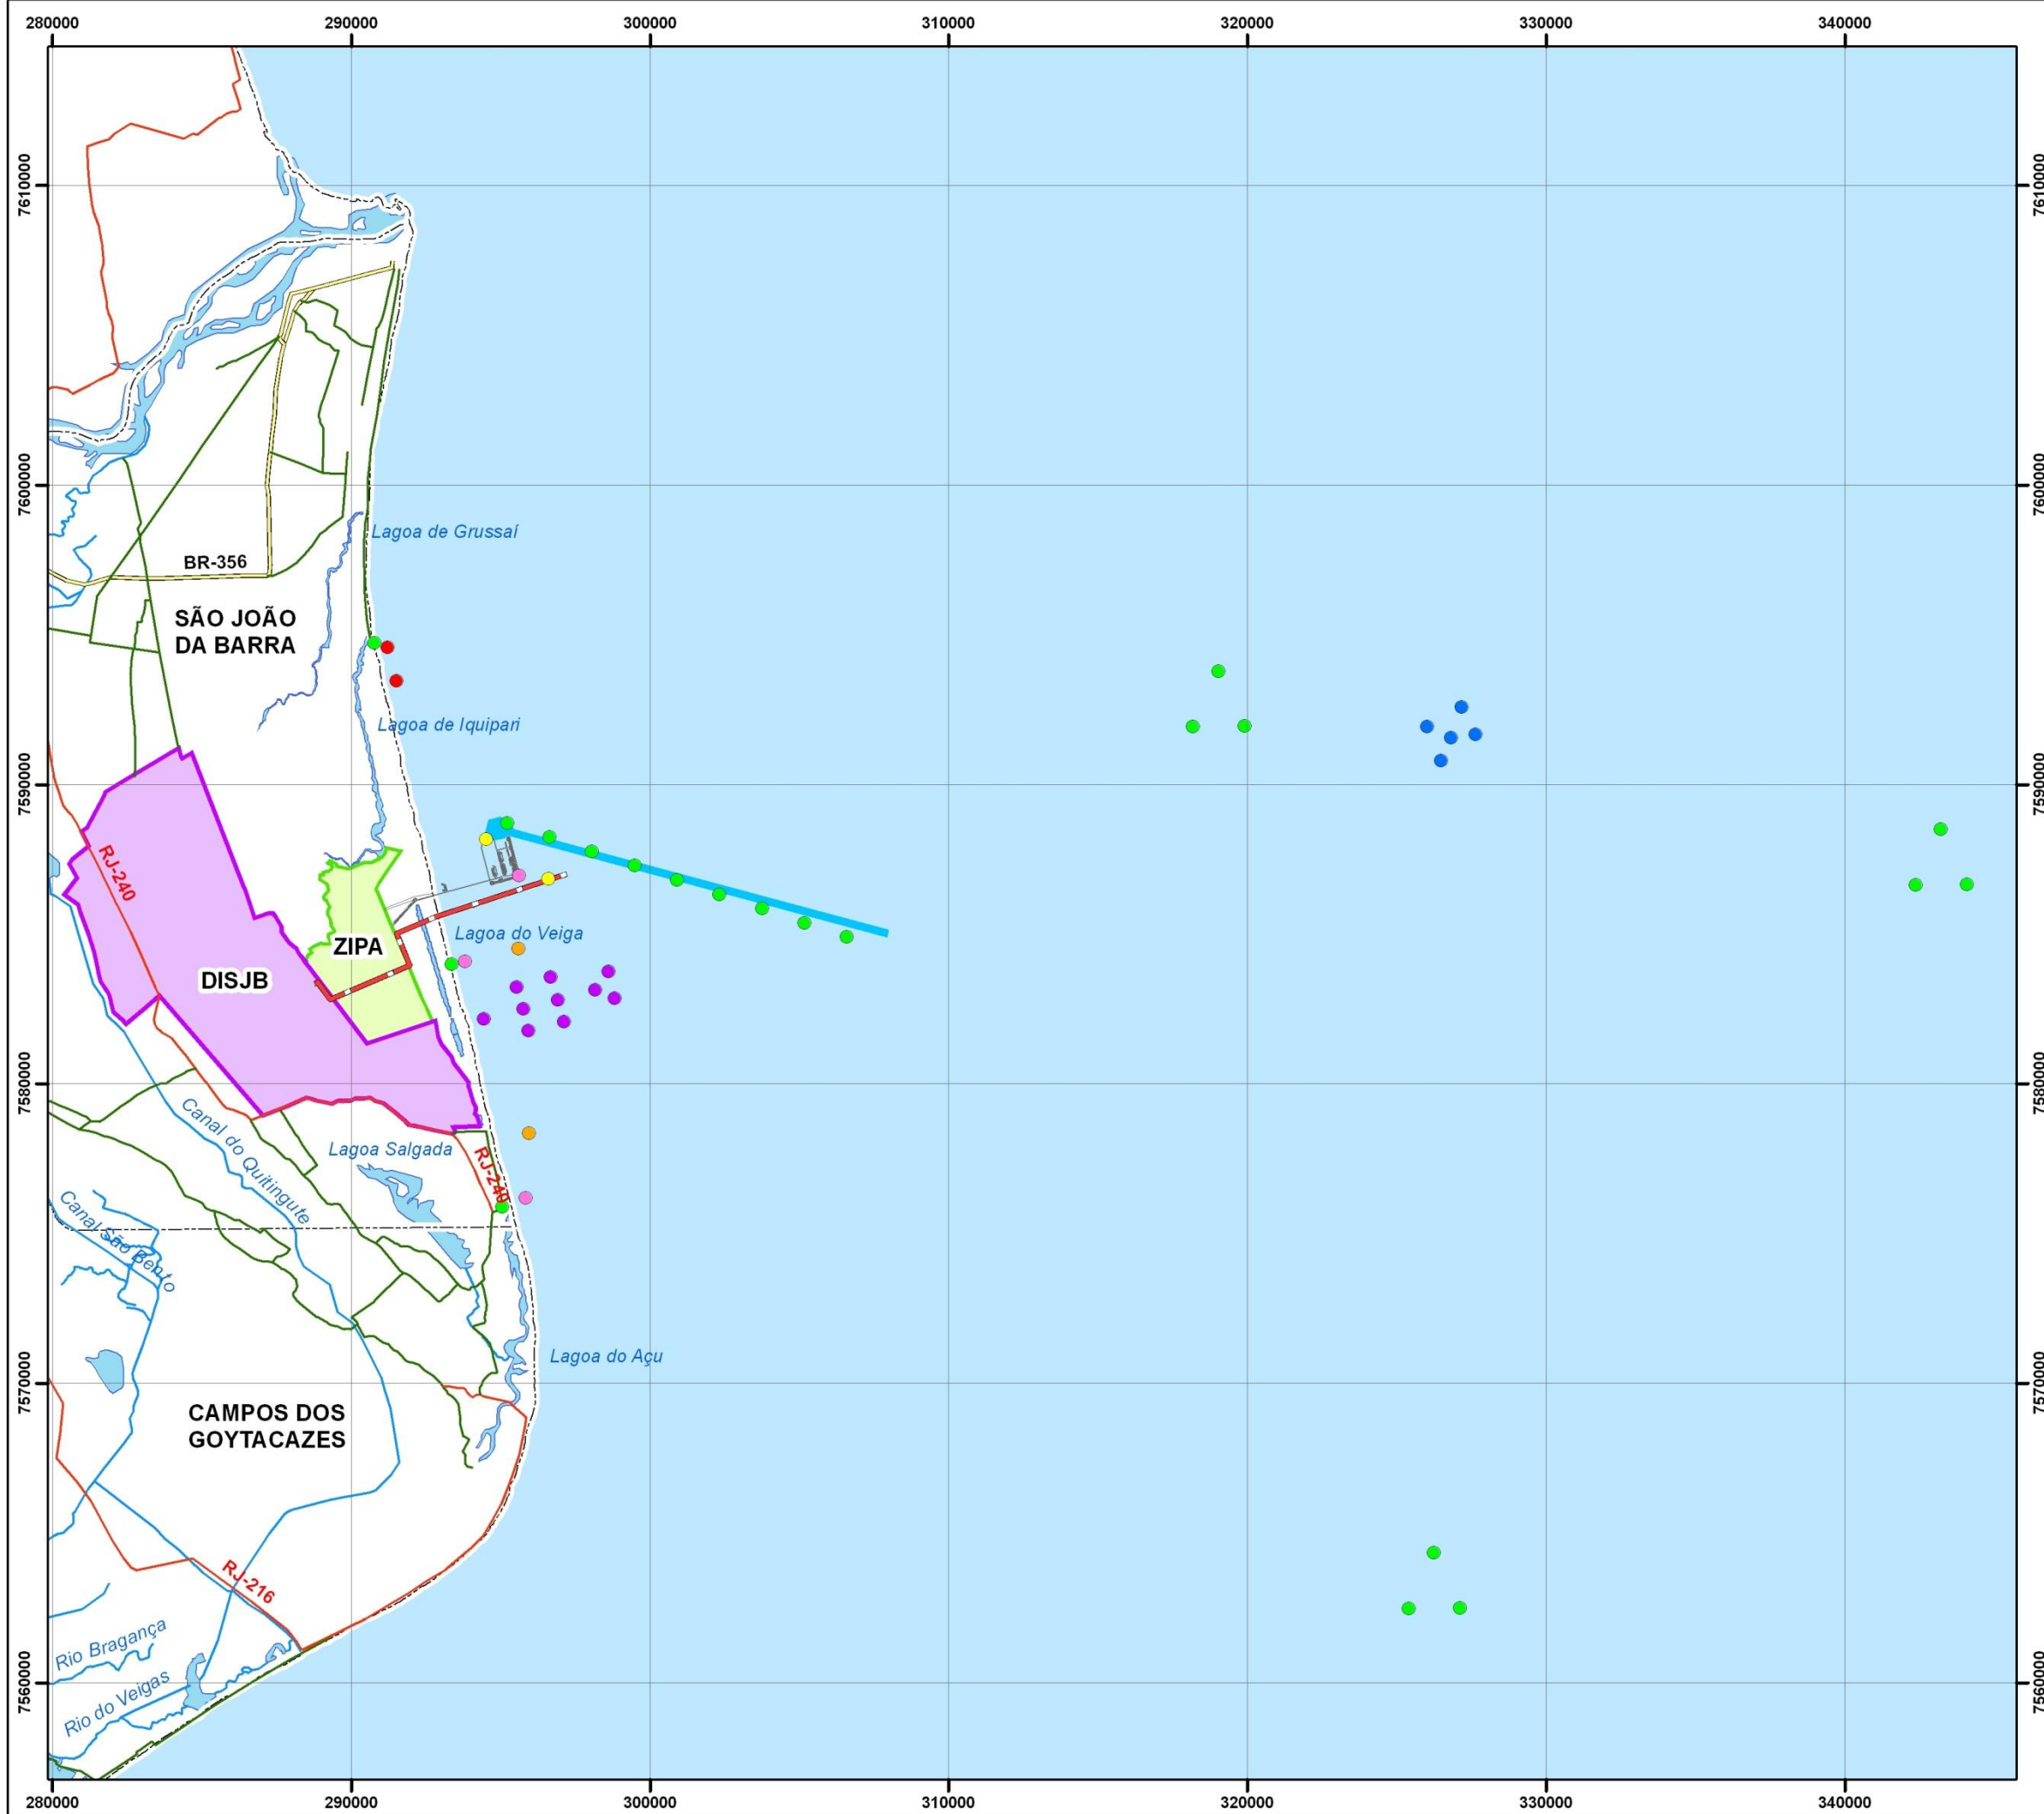 280000 290000 300000 310000 320000 330000 340000
7610000 7610000
7600000 7600000
Lagoa de Grussaí
BR-356
SÃO JOÃO
DA BARRA
Lagoa de Iquipari
7590000 7590000
RJ-240
Lagoa do Veiga
ZIPA
DISJB
7580000 7580000
Canal do Quitingute
Lagoa Salgada
RJ-240
Canal São Bento
Lagoa do Açu
7570000 7570000
CAMPOS DOS
GOYTACAZES
RJ-216
Rio Bragança
7560000 7560000
Rio do Veigas
280000 290000 300000 310000 320000 330000 340000